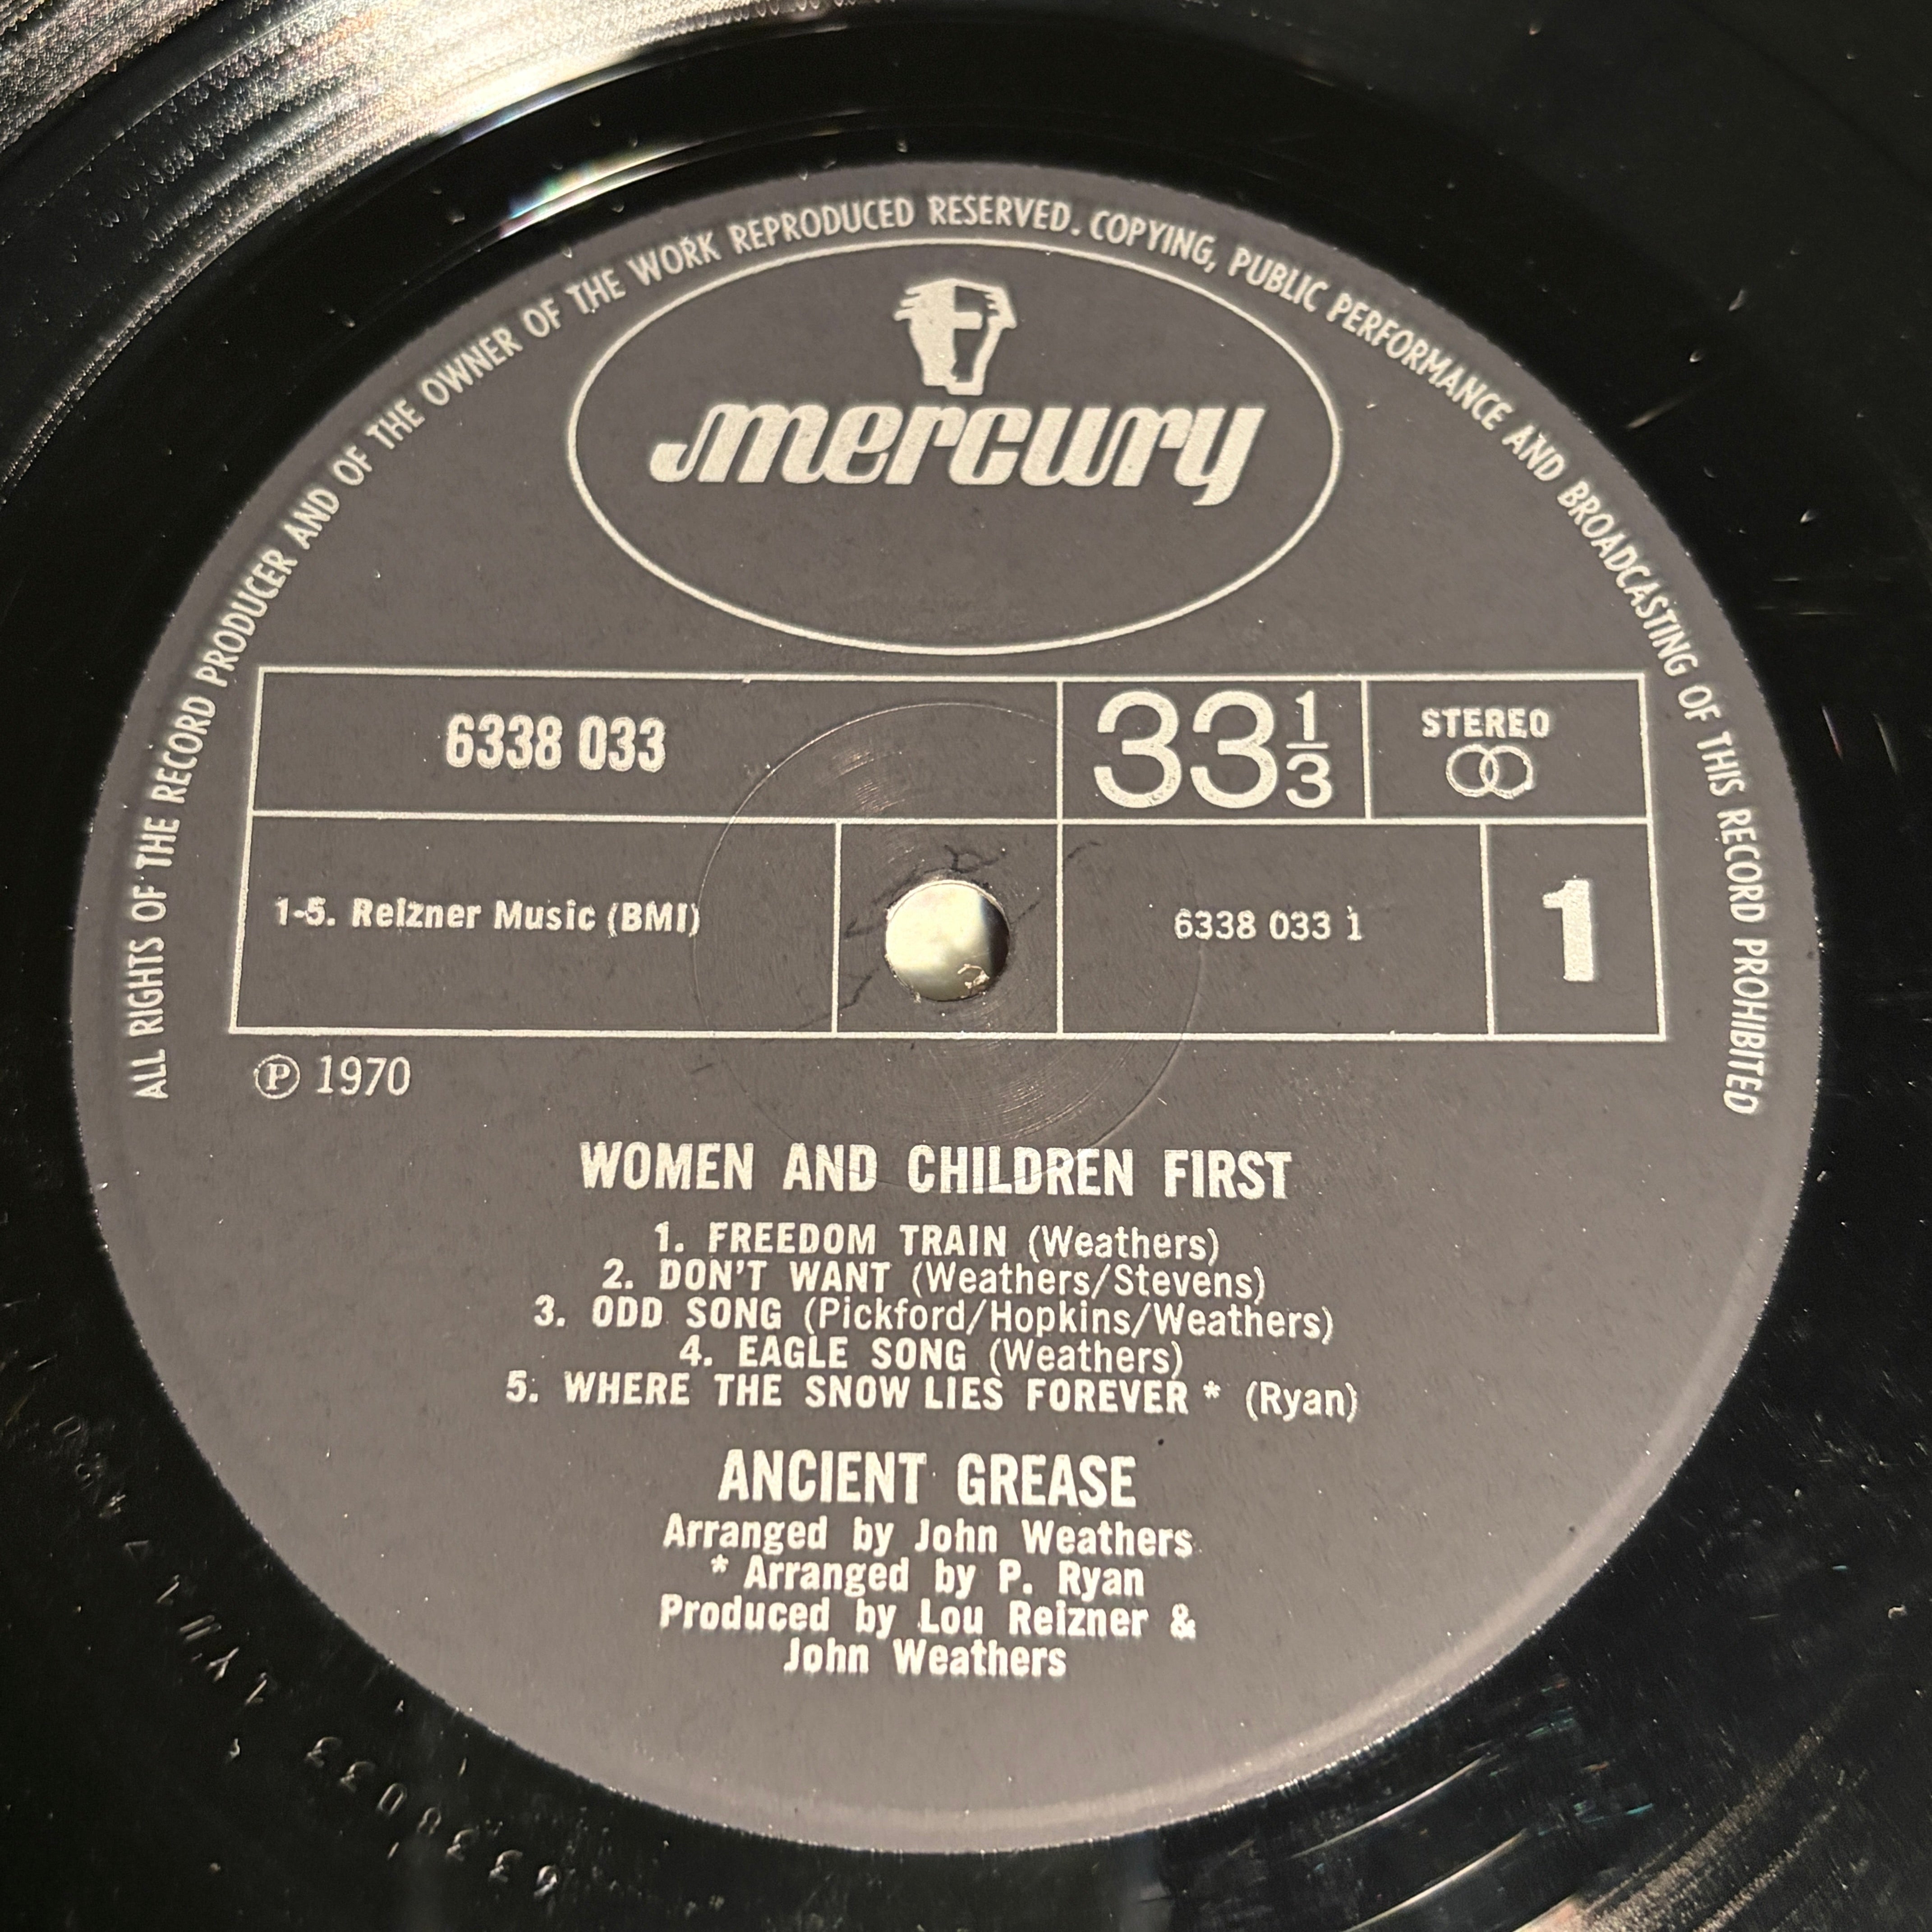 ALL RIGHTS OF THE RECORD PRODUCER AND OF THE OWNER OF THE WORK REPRODUCED RESERVED. COPYING, PUBLIC PERFORMANCE AND BROADCASTING OF THIS RECORD PROHIBITED
mercury
6338 033
33 1/3
STEREO
1-5. Reizner Music (BMI)
6338 033 1
1
Ⓟ 1970
WOMEN AND CHILDREN FIRST
1. FREEDOM TRAIN (Weathers)
2. DON'T WANT (Weathers/Stevens)
3. ODD SONG (Pickford/Hopkins/Weathers)
4. EAGLE SONG (Weathers)
5. WHERE THE SNOW LIES FOREVER * (Ryan)
ANCIENT GREASE
Arranged by John Weathers
* Arranged by P. Ryan
Produced by Lou Reizner &
John Weathers
6338033